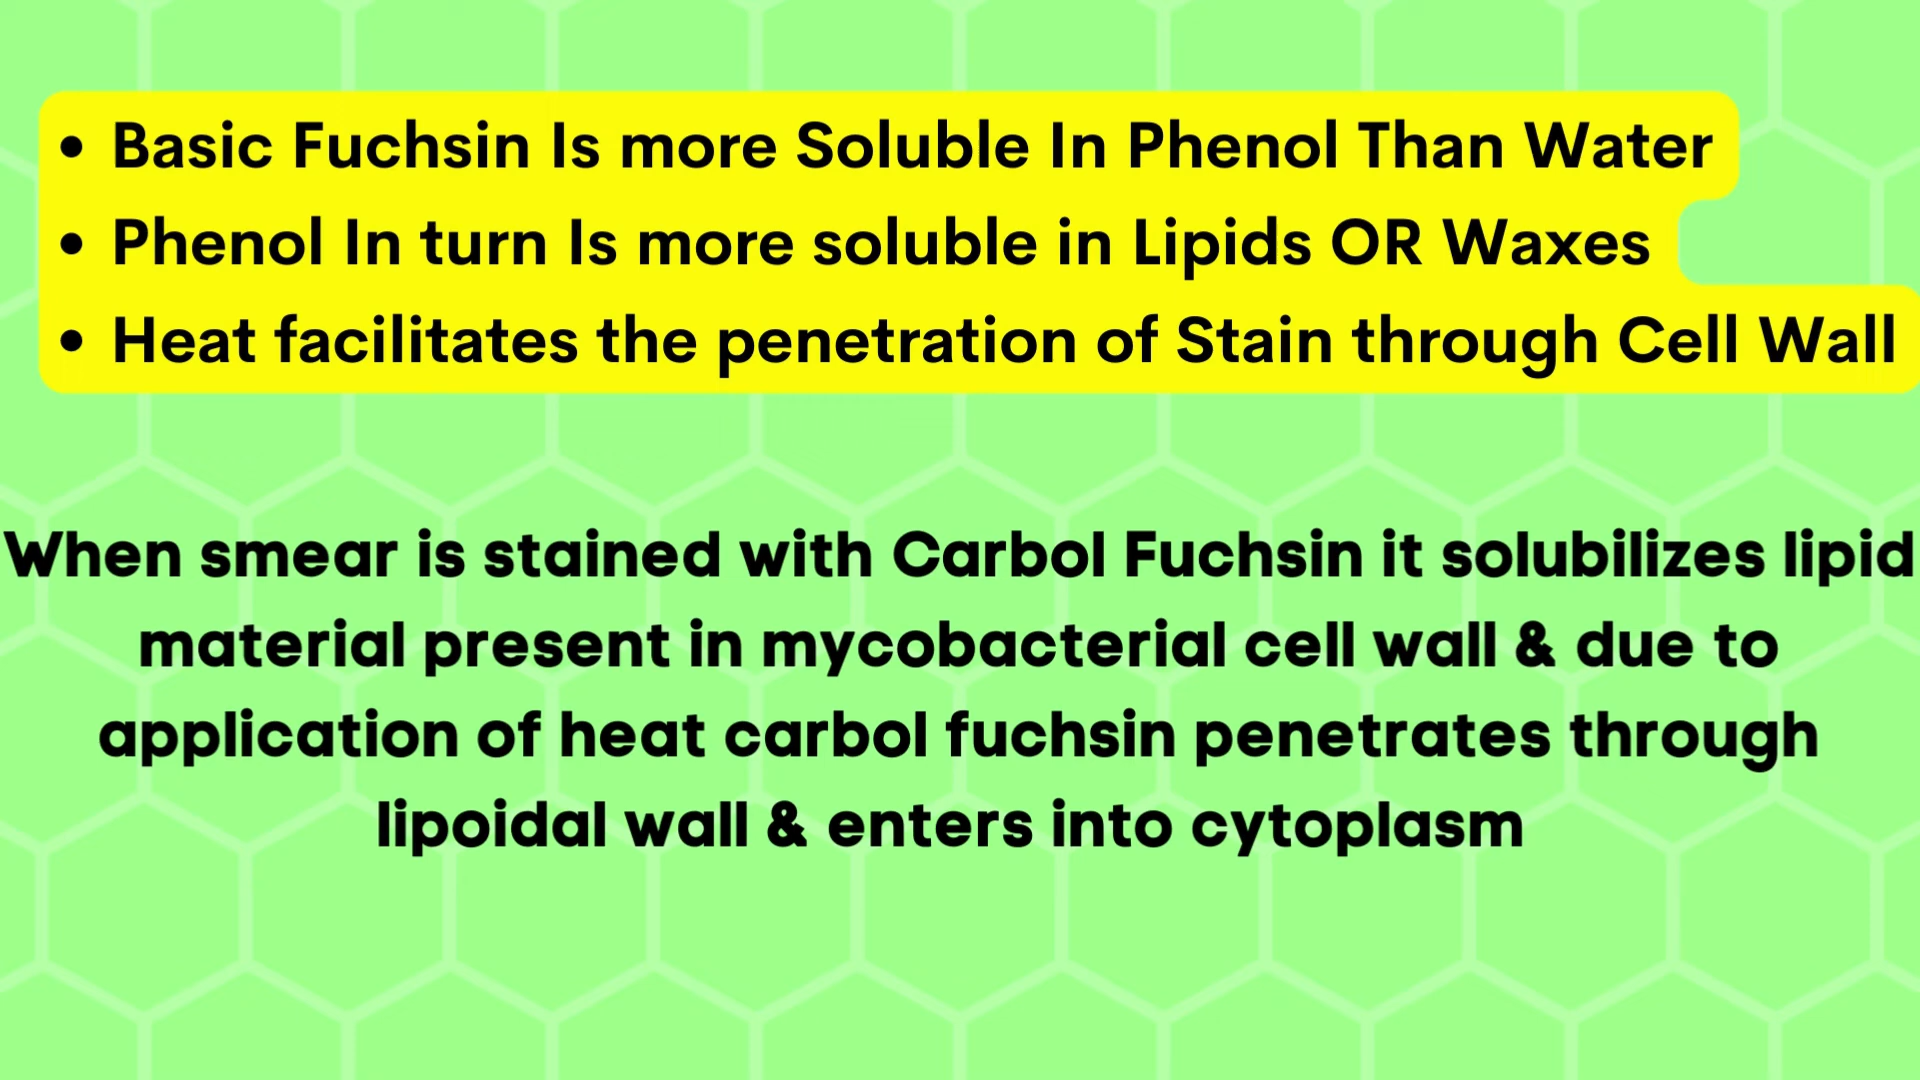 • Basic Fuchsin Is more Soluble In Phenol Than Water
• Phenol In turn Is more soluble in Lipids OR Waxes
• Heat facilitates the penetration of Stain through Cell Wall
When smear is stained with Carbol Fuchsin it solubilizes lipid
material present in mycobacterial cell wall & due to
application of heat carbol fuchsin penetrates through
lipoidal wall & enters into cytoplasm